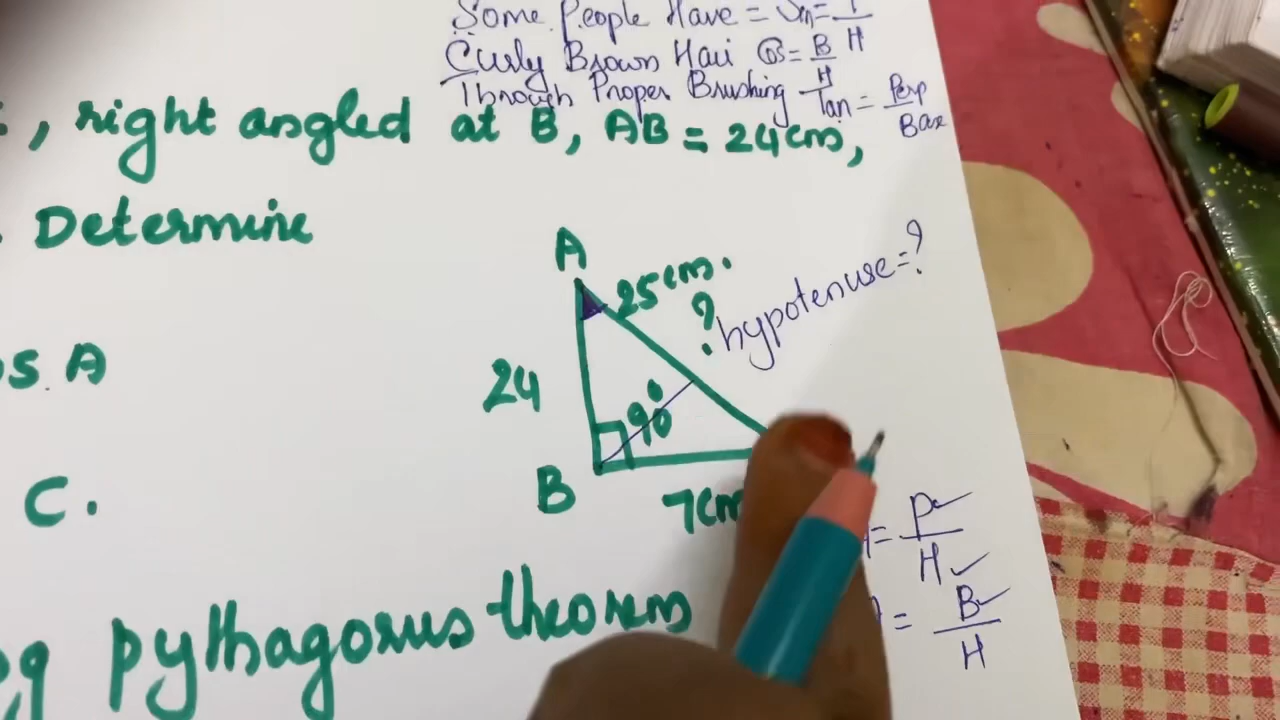 Some People Have = Sin =
H
Curly Brown Hair Cos = B/H
Through Proper Brushing Tan = Perp/Bas
, right angled at B, AB = 24cm,
Determine
A
25cm.
?
hypotenuse = ?
s. A
24
90°
B
7cm
C.
= P/H
= B/H
pythagorus theorem